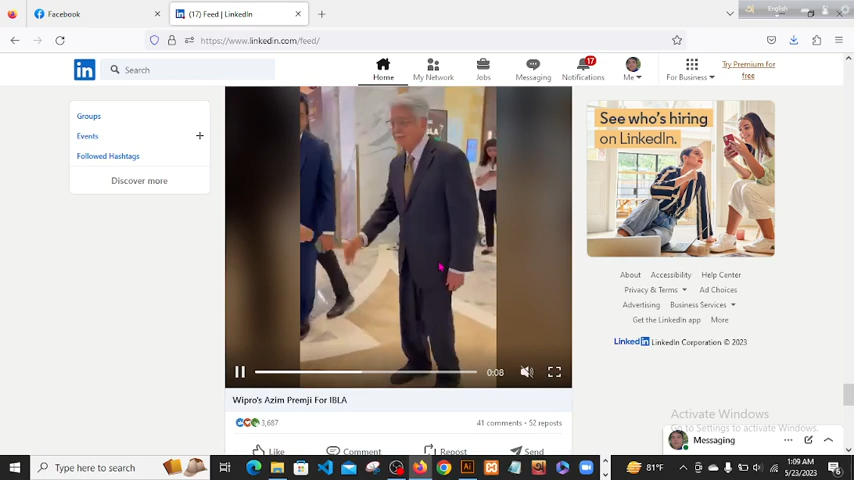 Facebook
(17) Feed | LinkedIn
English
https://www.linkedin.com/feed/
in
Search
Home
My Network
Jobs
Messaging
17
Notifications
Me
For Business
Try Premium for
free
Groups
Events
Followed Hashtags
Discover more
0:08
Wipro's Azim Premji For IBLA
3,687
41 comments • 52 reposts
Like
Comment
Repost
Send
See who's hiring
on LinkedIn.
About Accessibility Help Center
Privacy & Terms Ad Choices
Advertising Business Services
Get the LinkedIn app More
LinkedIn LinkedIn Corporation © 2023
Activate Windows
Go to Settings to activate Windows.
Messaging
Type here to search
81°F
1:09 AM
5/23/2023